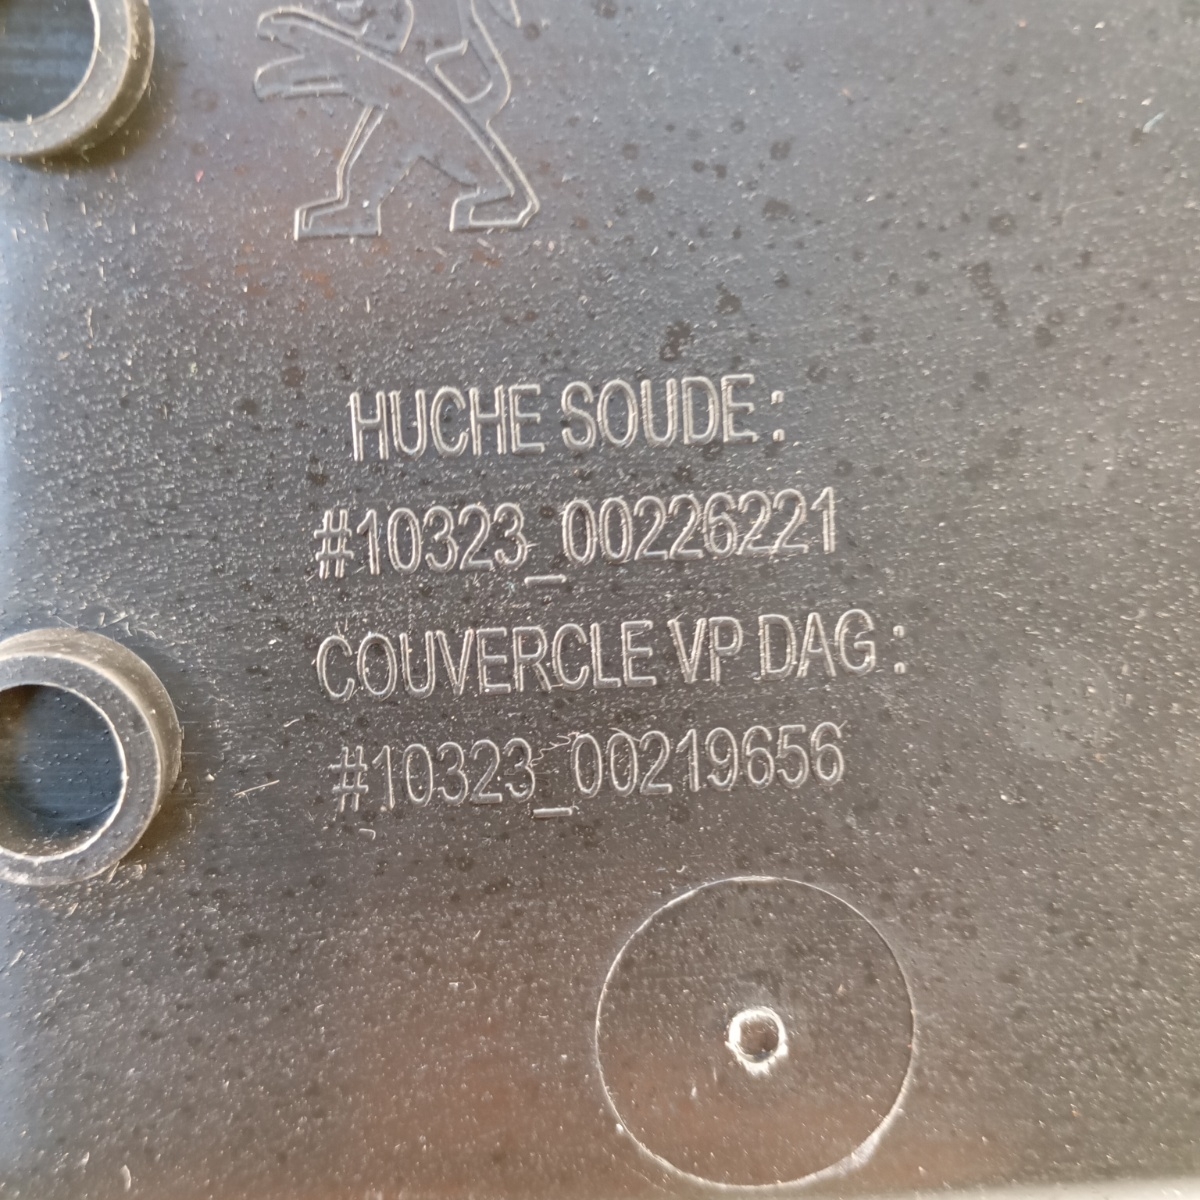 HUCHE SOUDE :
#10323_00226221
COUVERCLE VP DAG :
#10323_00219656